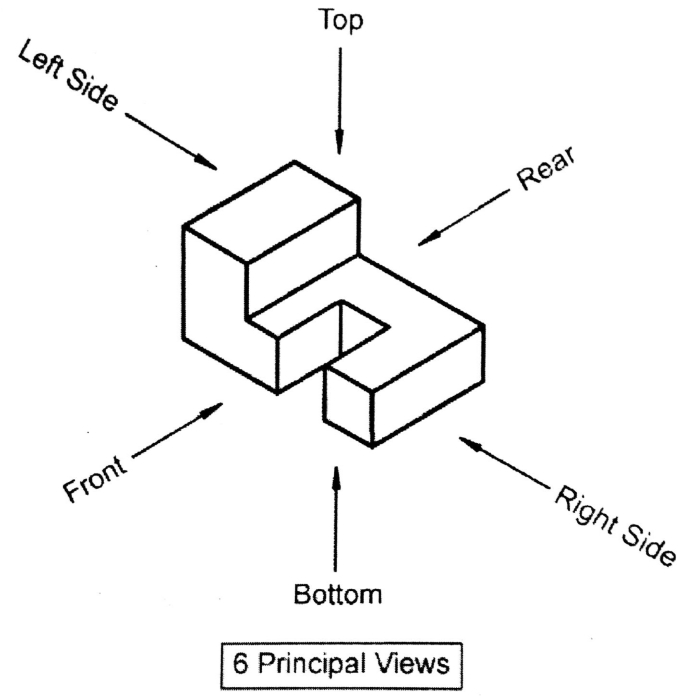 Top
Left Side
Rear
Front
Right Side
Bottom
6 Principal Views